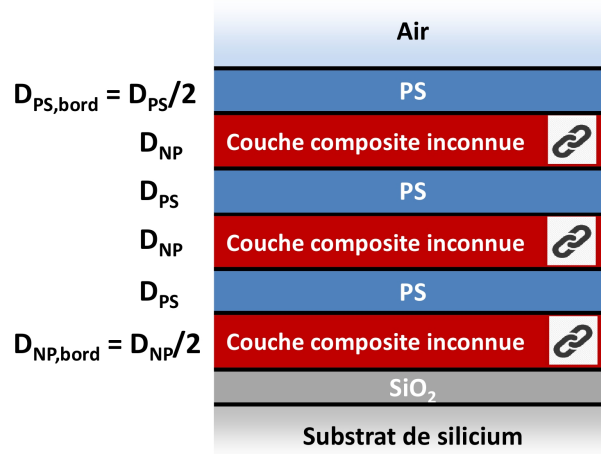 Air
D_PS,bord = D_PS/2 PS
D_NP Couche composite inconnue
D_PS PS
D_NP Couche composite inconnue
D_PS PS
D_NP,bord = D_NP/2 Couche composite inconnue
SiO₂
Substrat de silicium